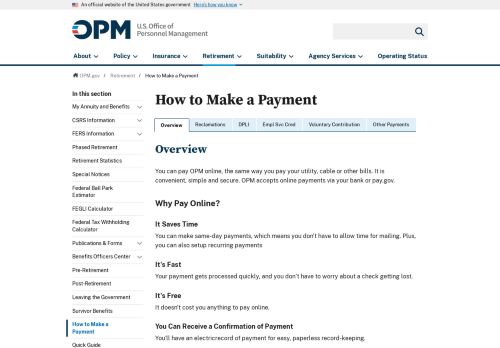 An official website of the United States government Here's how you know
OPM U.S. Office of
Personnel Management
About Policy Insurance Retirement Suitability Agency Services Operating Status
OPM.gov / Retirement / How to Make a Payment
In this section
My Annuity and Benefits
CSRS Information
FERS Information
Phased Retirement
Retirement Statistics
Special Notices
Federal Ball Park
Estimator
FEGLI Calculator
Federal Tax Withholding
Calculator
Publications & Forms
Benefits Officers Center
Pre-Retirement
Post-Retirement
Leaving the Government
Survivor Benefits
How to Make a
Payment
Quick Guide
How to Make a Payment
Overview Reclamations DPLI Empl Svc Cred Voluntary Contribution Other Payments
Overview
You can pay OPM online, the same way you pay your utility, cable or other bills. It is
convenient, simple and secure. OPM accepts online payments via your bank or pay.gov.
Why Pay Online?
It Saves Time
You can make same-day payments, which means you don't have to allow time for mailing. Plus,
you can also setup recurring payments
It's Fast
Your payment gets processed quickly, and you don't have to worry about a check getting lost.
It's Free
It doesn't cost you anything to pay online.
You Can Receive a Confirmation of Payment
You'll have an electricrecord of payment for easy, paperless record-keeping.